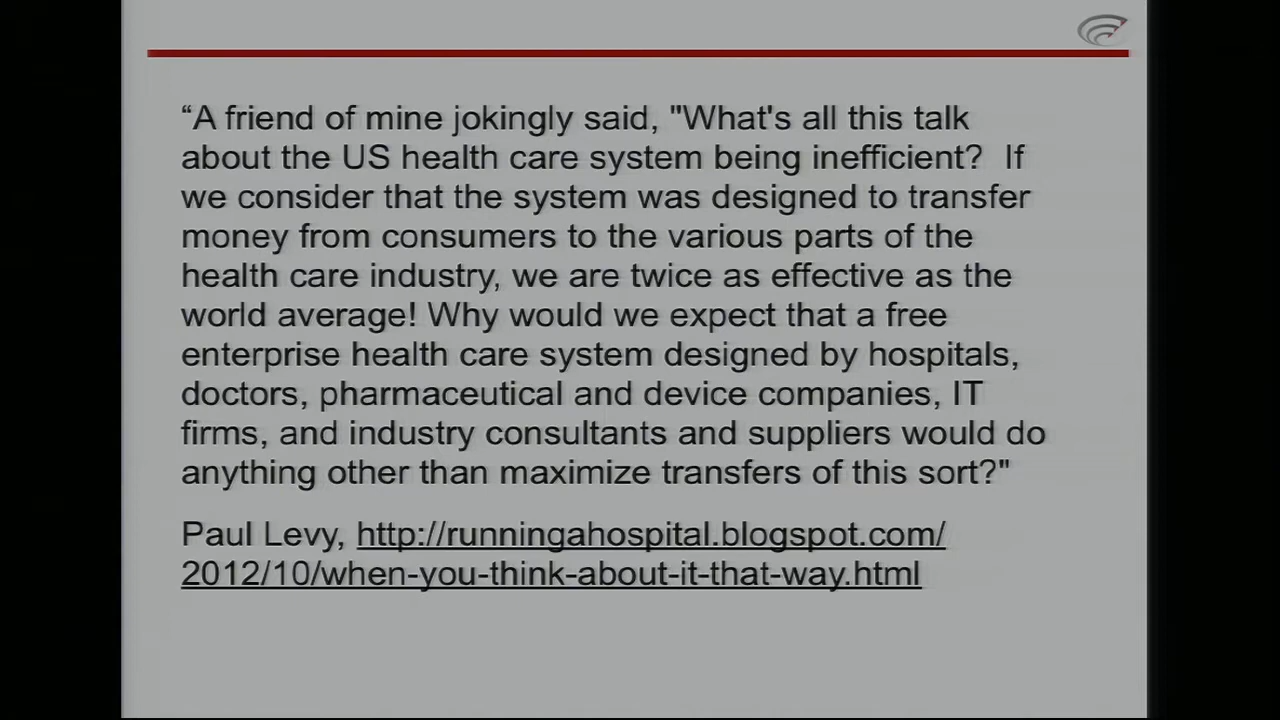 “A friend of mine jokingly said, "What's all this talk
about the US health care system being inefficient?  If
we consider that the system was designed to transfer
money from consumers to the various parts of the
health care industry, we are twice as effective as the
world average! Why would we expect that a free
enterprise health care system designed by hospitals,
doctors, pharmaceutical and device companies, IT
firms, and industry consultants and suppliers would do
anything other than maximize transfers of this sort?"
Paul Levy, http://runningahospital.blogspot.com/
2012/10/when-you-think-about-it-that-way.html